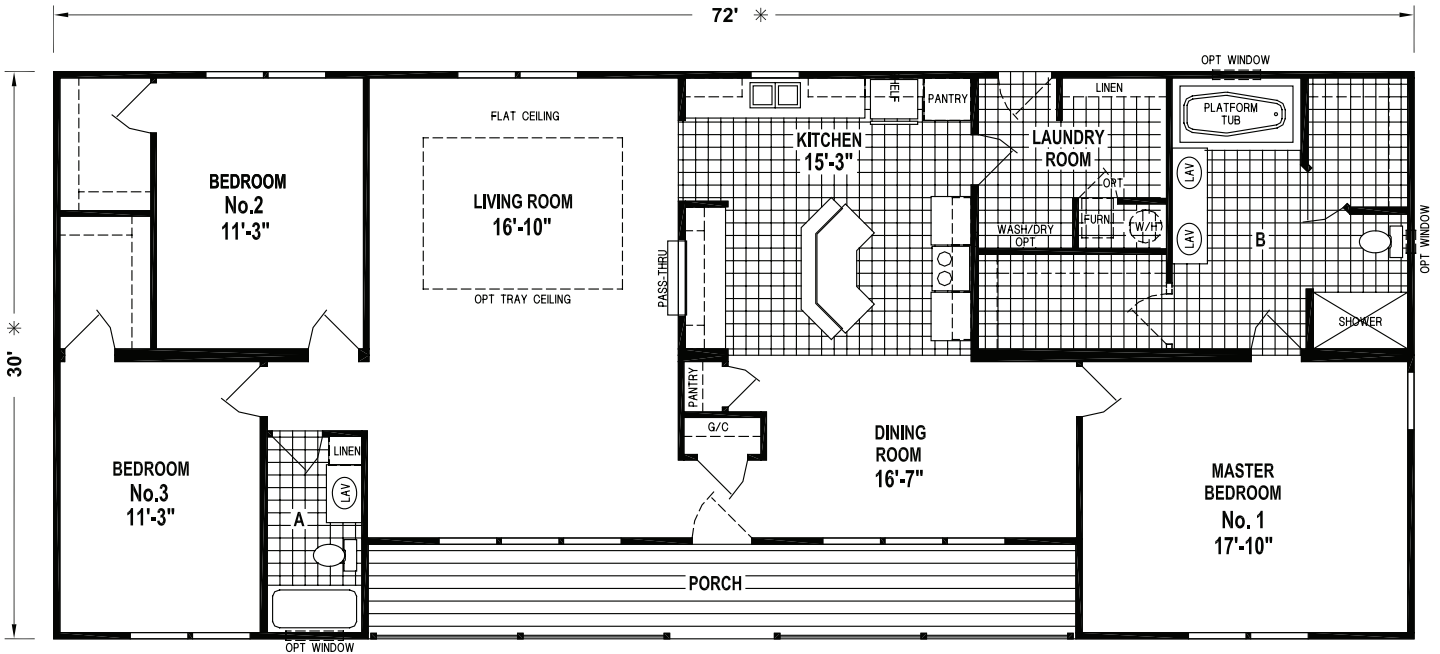 72' ✳
OPT WINDOW
SHELF
PANTRY
LINEN
PLATFORM
TUB
FLAT CEILING
KITCHEN
15'-3"
LAUNDRY
ROOM
BEDROOM
No.2
11'-3"
LIVING ROOM
16'-10"
OPT
LAV
FURN
W/H
LAV
WASH/DRY
OPT
B
OPT WINDOW
PASS-THRU
OPT TRAY CEILING
SHOWER
30' ✳
PANTRY
G/C
DINING
ROOM
16'-7"
LINEN
BEDROOM
No.3
11'-3"
LAV
A
MASTER
BEDROOM
No. 1
17'-10"
PORCH
OPT WINDOW